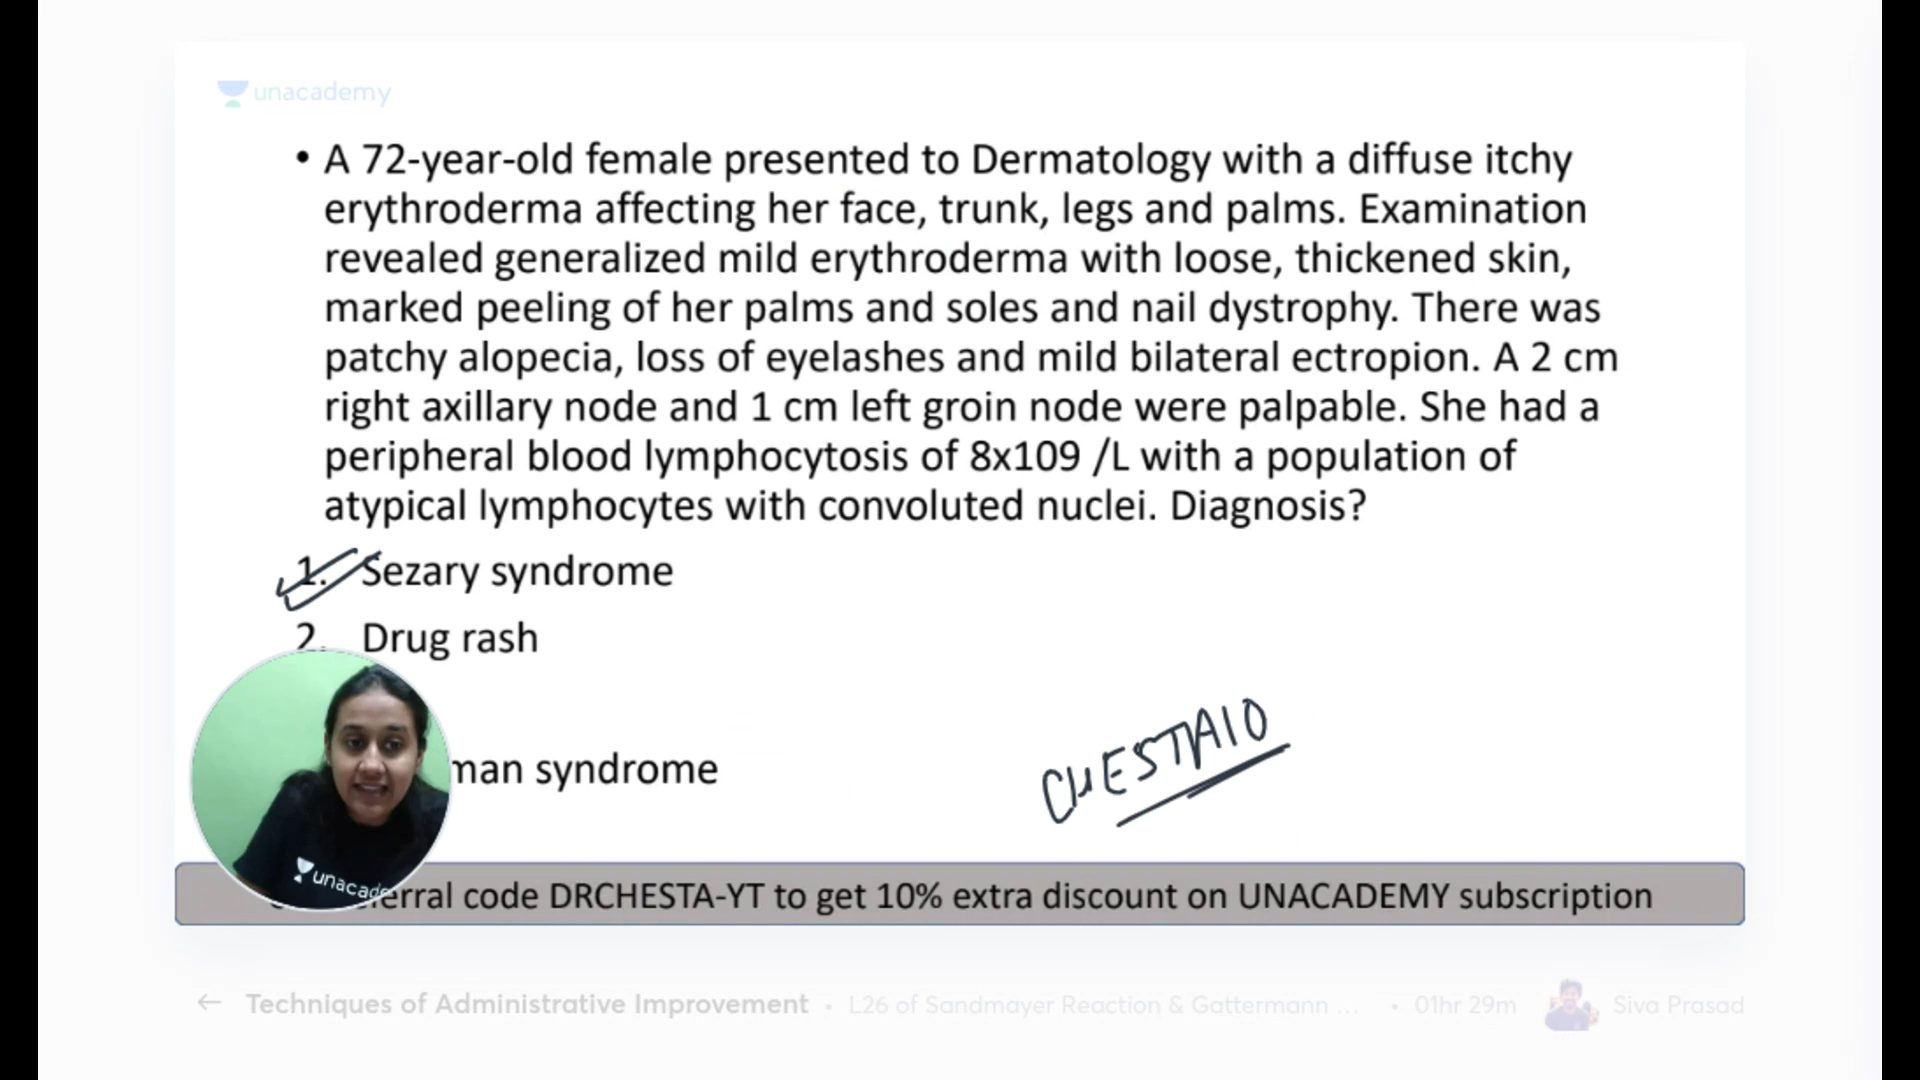 unacademy
• A 72-year-old female presented to Dermatology with a diffuse itchy
erythroderma affecting her face, trunk, legs and palms. Examination
revealed generalized mild erythroderma with loose, thickened skin,
marked peeling of her palms and soles and nail dystrophy. There was
patchy alopecia, loss of eyelashes and mild bilateral ectropion. A 2 cm
right axillary node and 1 cm left groin node were palpable. She had a
peripheral blood lymphocytosis of 8x109 /L with a population of
atypical lymphocytes with convoluted nuclei. Diagnosis?
1. Sezary syndrome
2. Drug rash
man syndrome
CHESTA10
unacade
erral code DRCHESTA-YT to get 10% extra discount on UNACADEMY subscription
← Techniques of Administrative Improvement • L26 of Sandmayer Reaction & Gattermann ... • 01hr 29m Siva Prasad